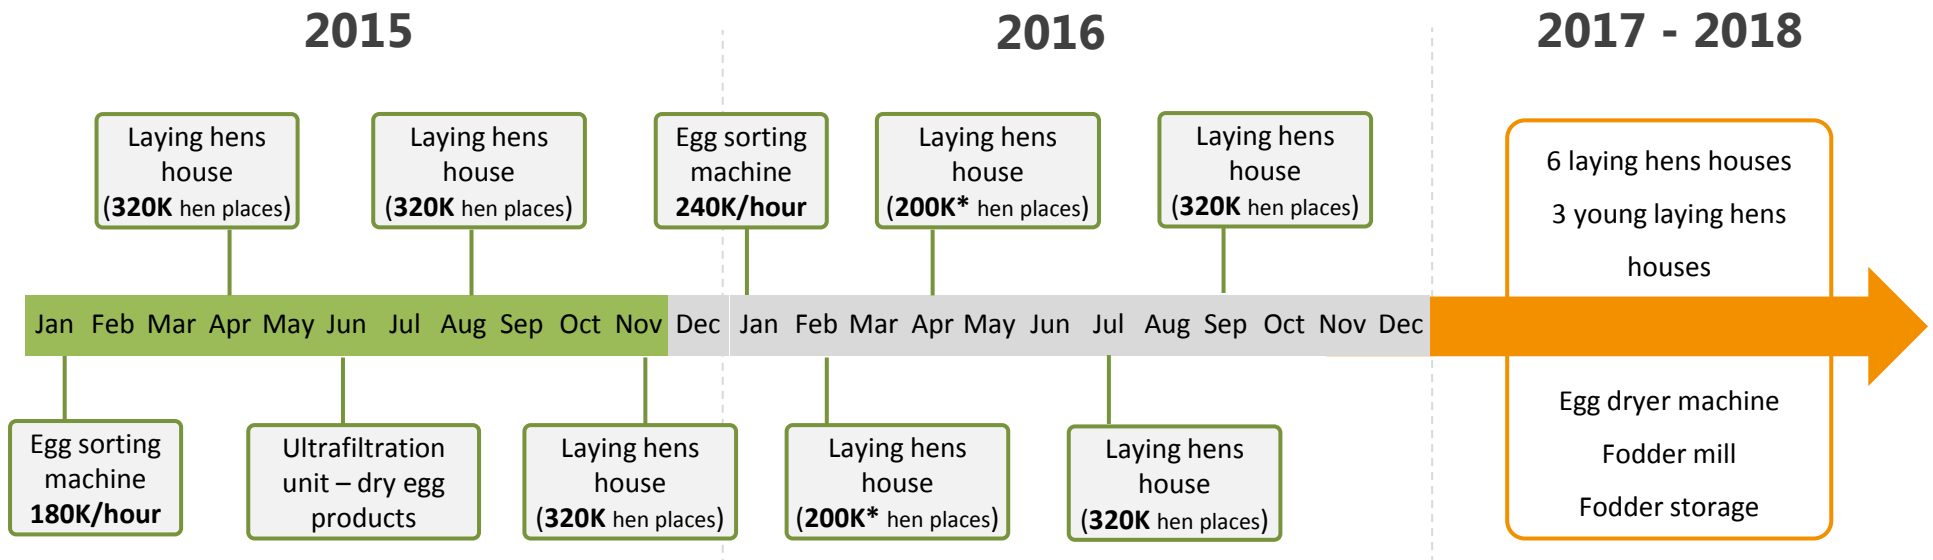 2015
2016
2017 - 2018
Laying hens
house
(320K hen places)
Laying hens
house
(320K hen places)
Egg sorting
machine
240K/hour
Laying hens
house
(200K* hen places)
Laying hens
house
(320K hen places)
6 laying hens houses
3 young laying hens
houses
Jan Feb Mar Apr May Jun Jul Aug Sep Oct Nov Dec Jan Feb Mar Apr May Jun Jul Aug Sep Oct Nov Dec
Egg sorting
machine
180K/hour
Ultrafiltration
unit – dry egg
products
Laying hens
house
(320K hen places)
Laying hens
house
(200K* hen places)
Laying hens
house
(320K hen places)
Egg dryer machine
Fodder mill
Fodder storage